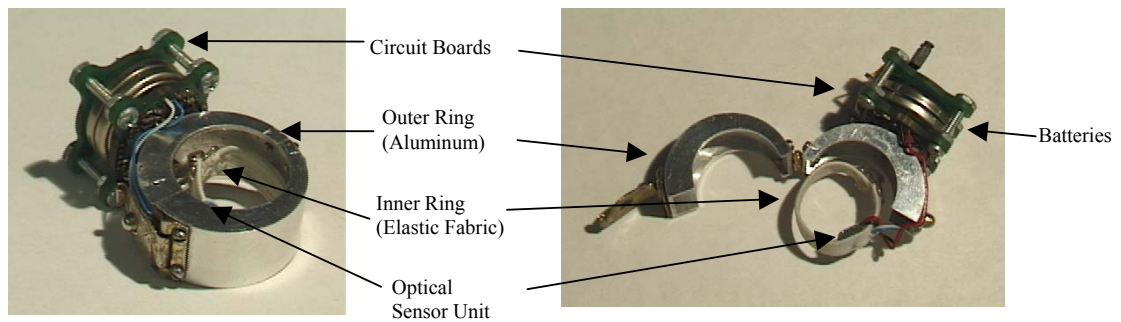 Circuit Boards
Outer Ring
(Aluminum)
Batteries
Inner Ring
(Elastic Fabric)
Optical
Sensor Unit